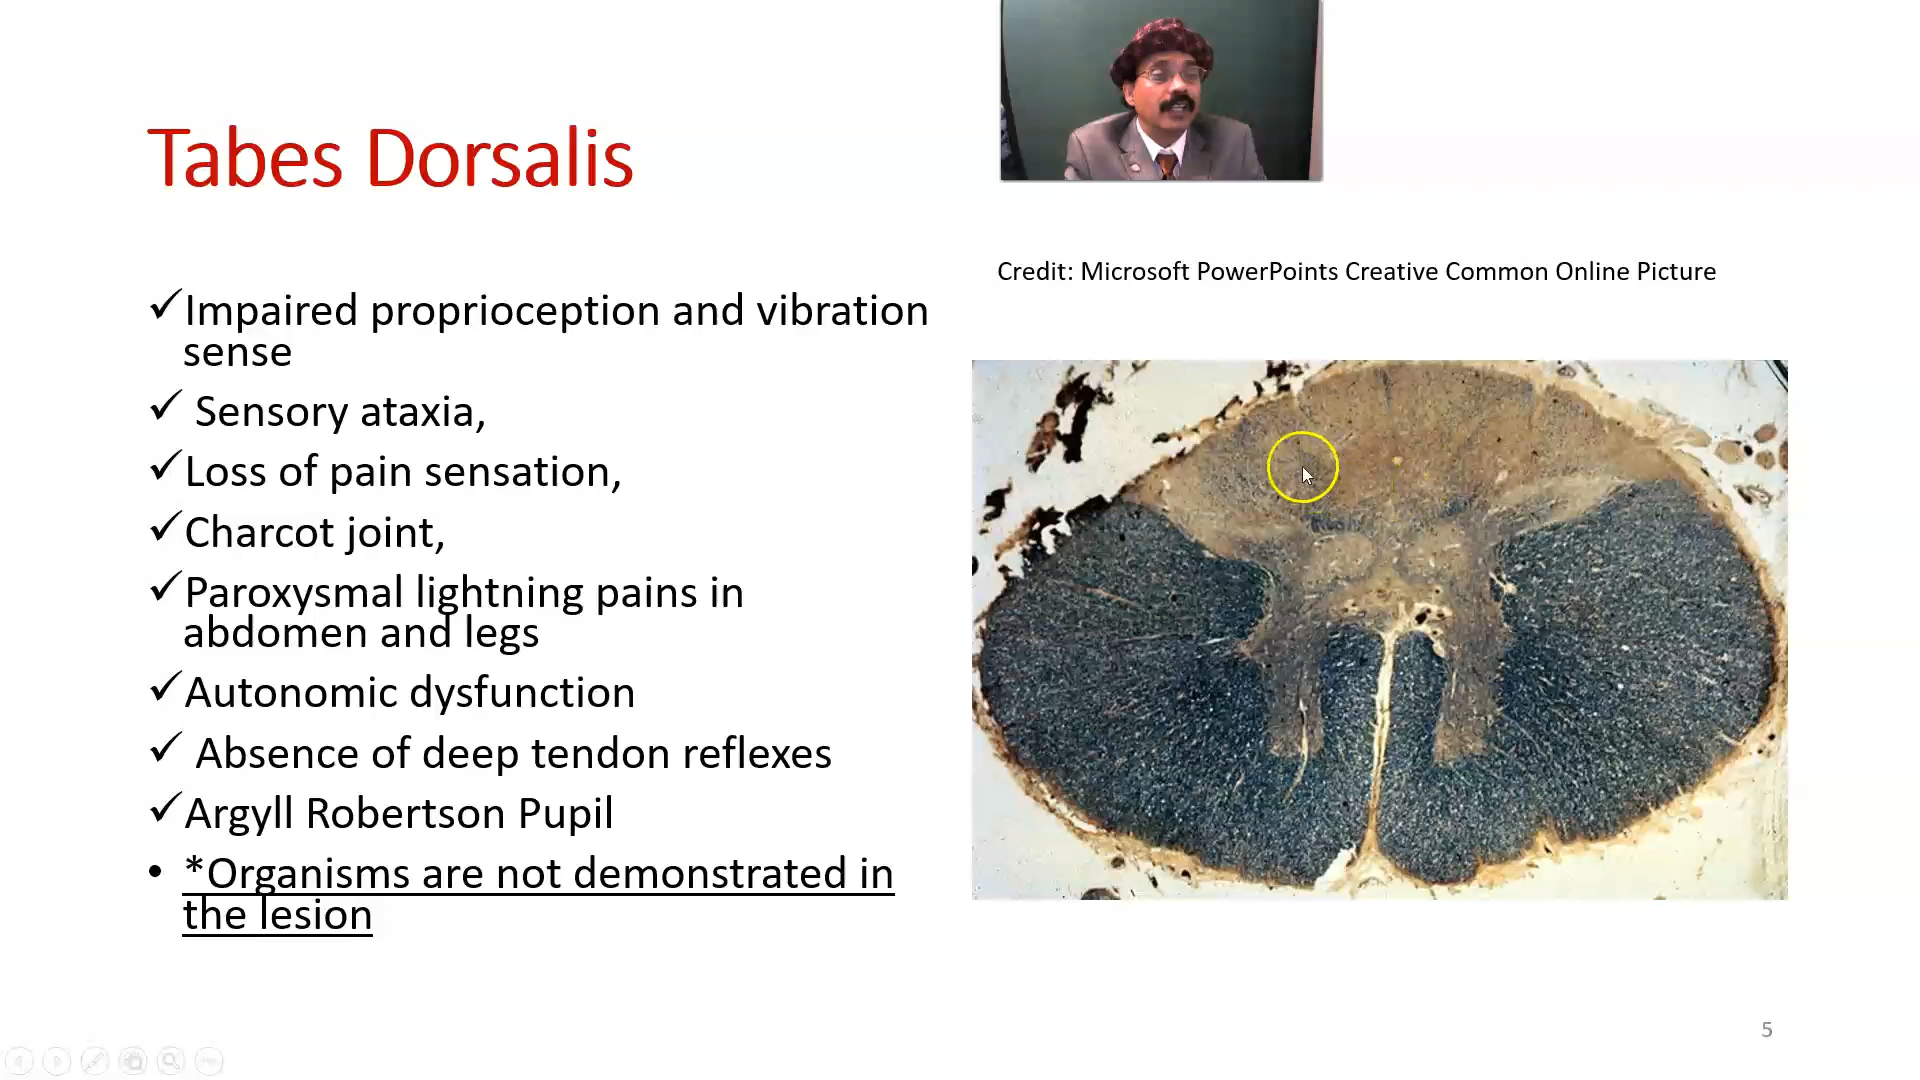 Tabes Dorsalis
Credit: Microsoft PowerPoints Creative Common Online Picture
✓Impaired proprioception and vibration
sense
✓ Sensory ataxia,
✓Loss of pain sensation,
✓Charcot joint,
✓Paroxysmal lightning pains in
abdomen and legs
✓Autonomic dysfunction
✓ Absence of deep tendon reflexes
✓Argyll Robertson Pupil
• *Organisms are not demonstrated in
the lesion
5